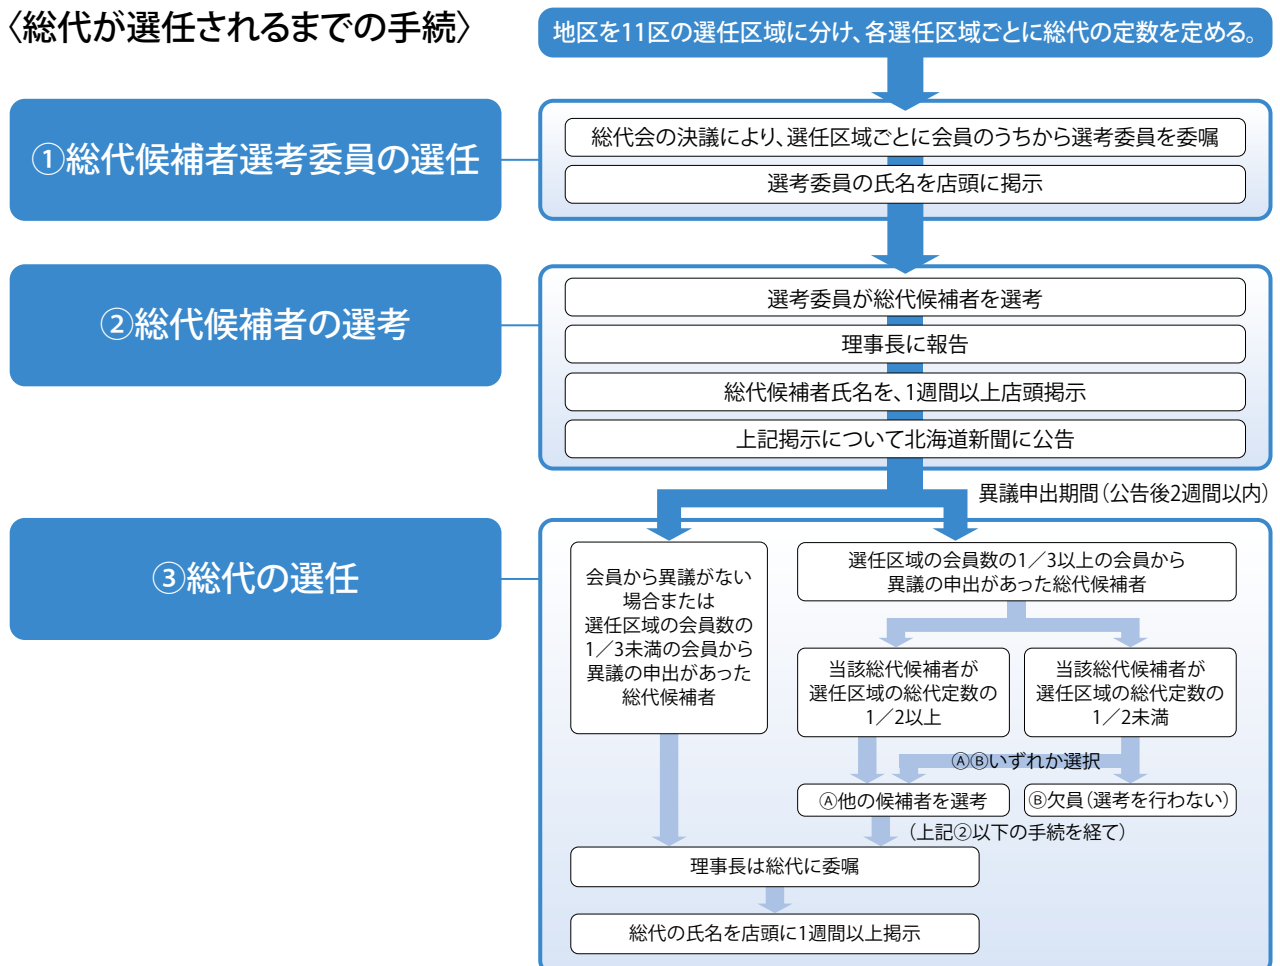 〈総代が選任されるまでの手続〉
地区を11区の選任区域に分け、各選任区域ごとに総代の定数を定める。
①総代候補者選考委員の選任
総代会の決議により、選任区域ごとに会員のうちから選考委員を委嘱
選考委員の氏名を店頭に掲示
②総代候補者の選考
選考委員が総代候補者を選考
理事長に報告
総代候補者氏名を、1週間以上店頭掲示
上記掲示について北海道新聞に公告
異議申出期間（公告後2週間以内）
③総代の選任
会員から異議がない
場合または
選任区域の会員数の
1／3未満の会員から
異議の申出があった
総代候補者
選任区域の会員数の1／3以上の会員から
異議の申出があった総代候補者
当該総代候補者が
選任区域の総代定数の
1／2以上
当該総代候補者が
選任区域の総代定数の
1／2未満
ⒶⒷいずれか選択
Ⓐ他の候補者を選考
Ⓑ欠員（選考を行わない）
（上記②以下の手続を経て）
理事長は総代に委嘱
総代の氏名を店頭に1週間以上掲示